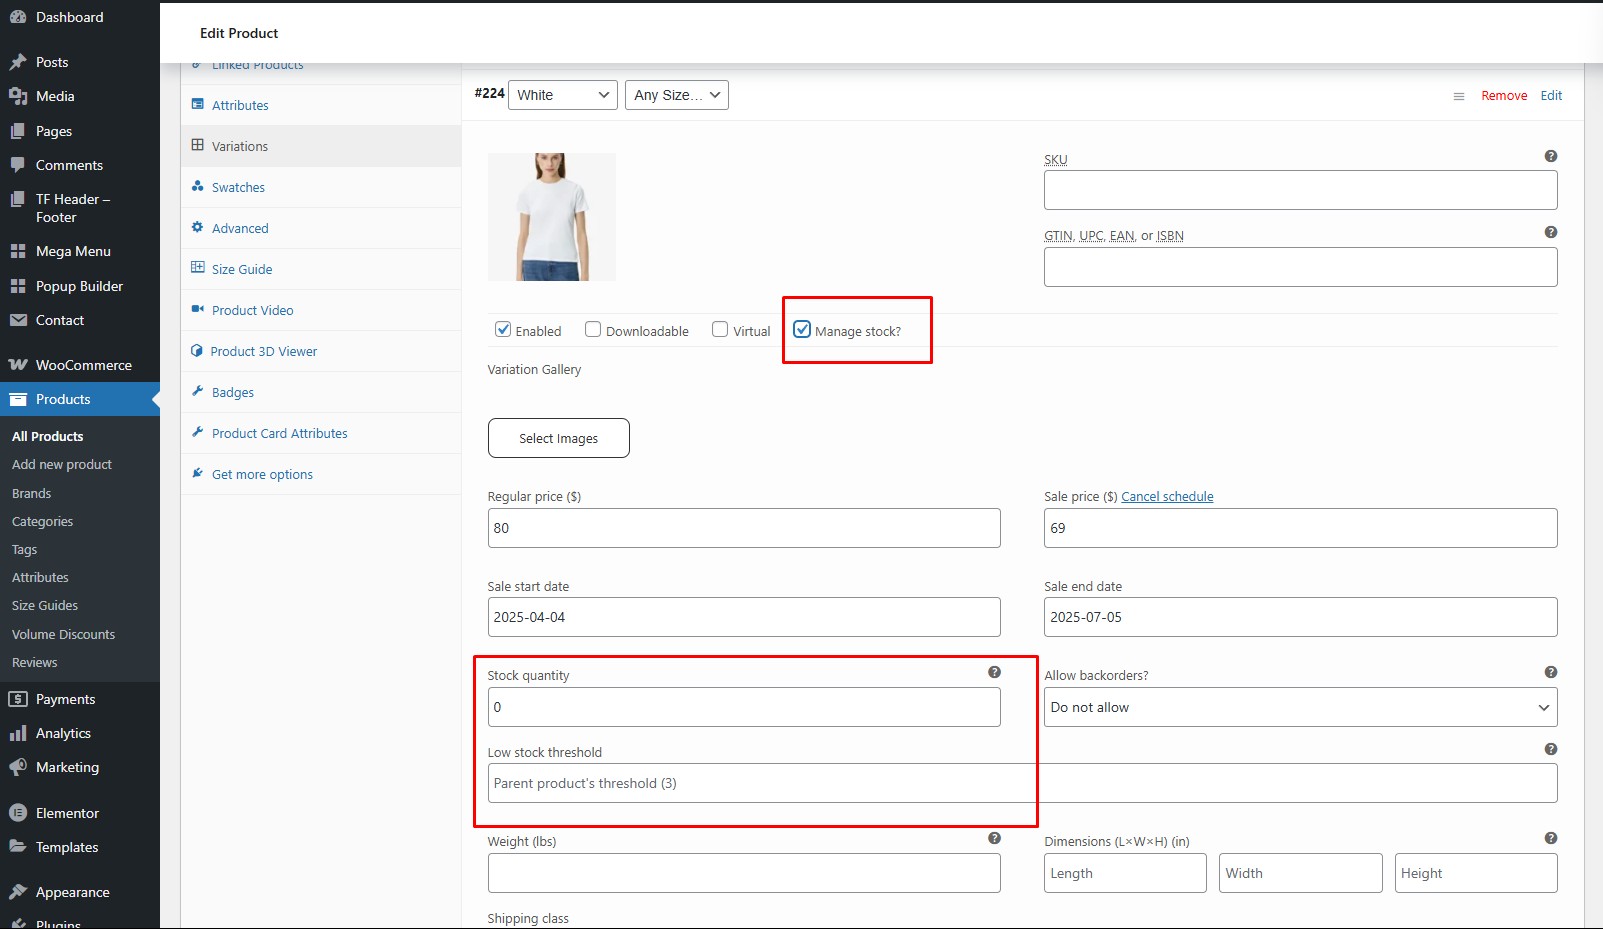 Dashboard
Posts
Media
Pages
Comments
TF Header –
Footer
Mega Menu
Popup Builder
Contact
WooCommerce
Products
All Products
Add new product
Brands
Categories
Tags
Attributes
Size Guides
Volume Discounts
Reviews
Payments
Analytics
Marketing
Elementor
Templates
Appearance
Plugins
Edit Product
Linked Products
Attributes
Variations
Swatches
Advanced
Size Guide
Product Video
Product 3D Viewer
Badges
Product Card Attributes
Get more options
#224 White Any Size... Remove Edit
SKU
GTIN, UPC, EAN, or ISBN
Enabled Downloadable Virtual Manage stock?
Variation Gallery
Select Images
Regular price ($) Sale price ($) Cancel schedule
80 69
Sale start date Sale end date
2025-04-04 2025-07-05
Stock quantity Allow backorders?
0 Do not allow
Low stock threshold
Parent product's threshold (3)
Weight (lbs) Dimensions (L×W×H) (in)
Length Width Height
Shipping class